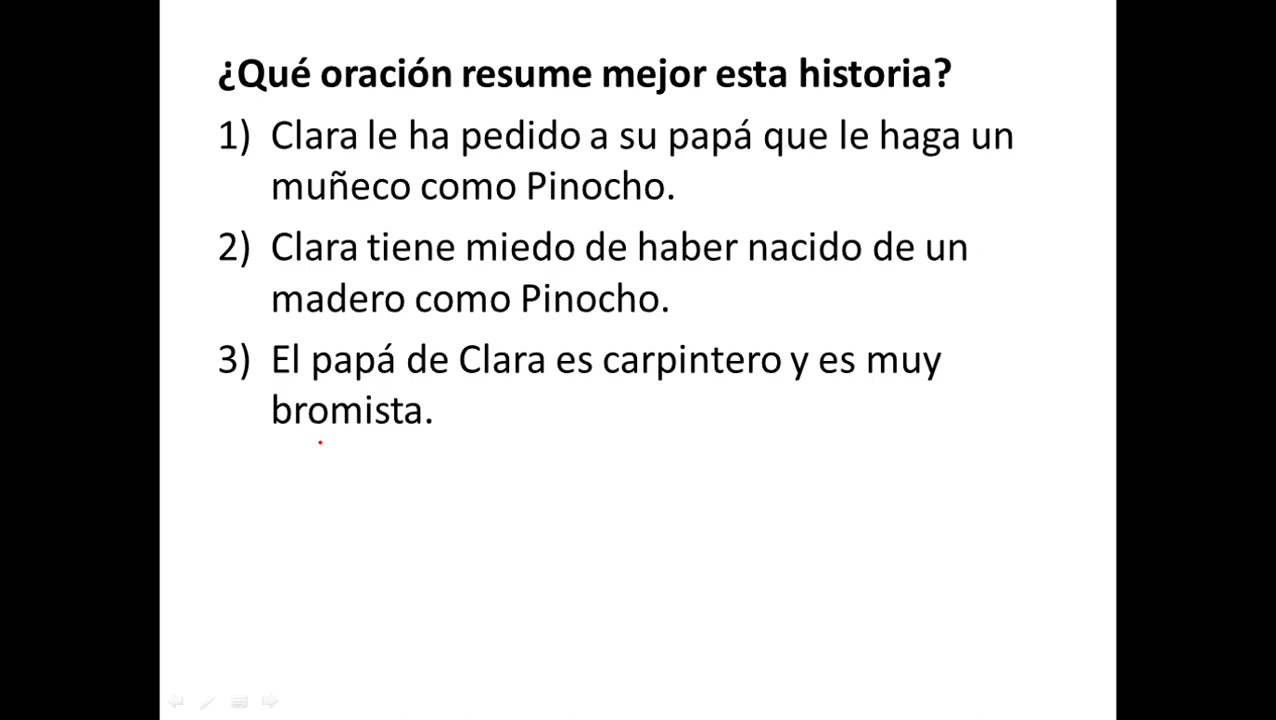 ¿Qué oración resume mejor esta historia?
1) Clara le ha pedido a su papá que le haga un
muñeco como Pinocho.
2) Clara tiene miedo de haber nacido de un
madero como Pinocho.
3) El papá de Clara es carpintero y es muy
bromista.